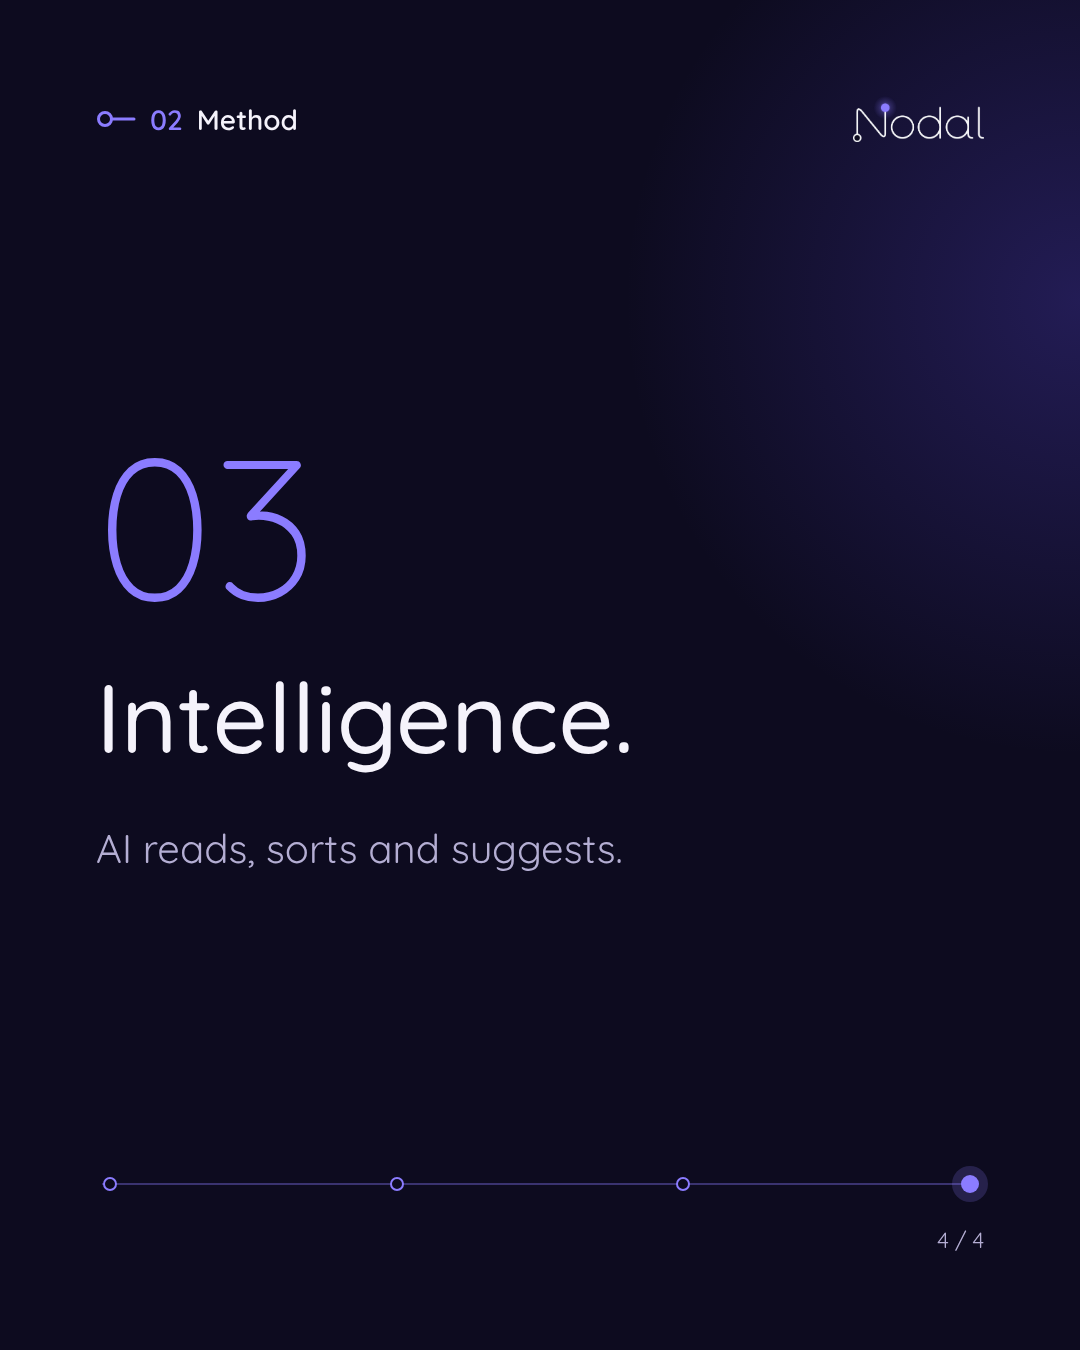 02 Method
Nodal
03
Intelligence.
AI reads, sorts and suggests.
4 / 4